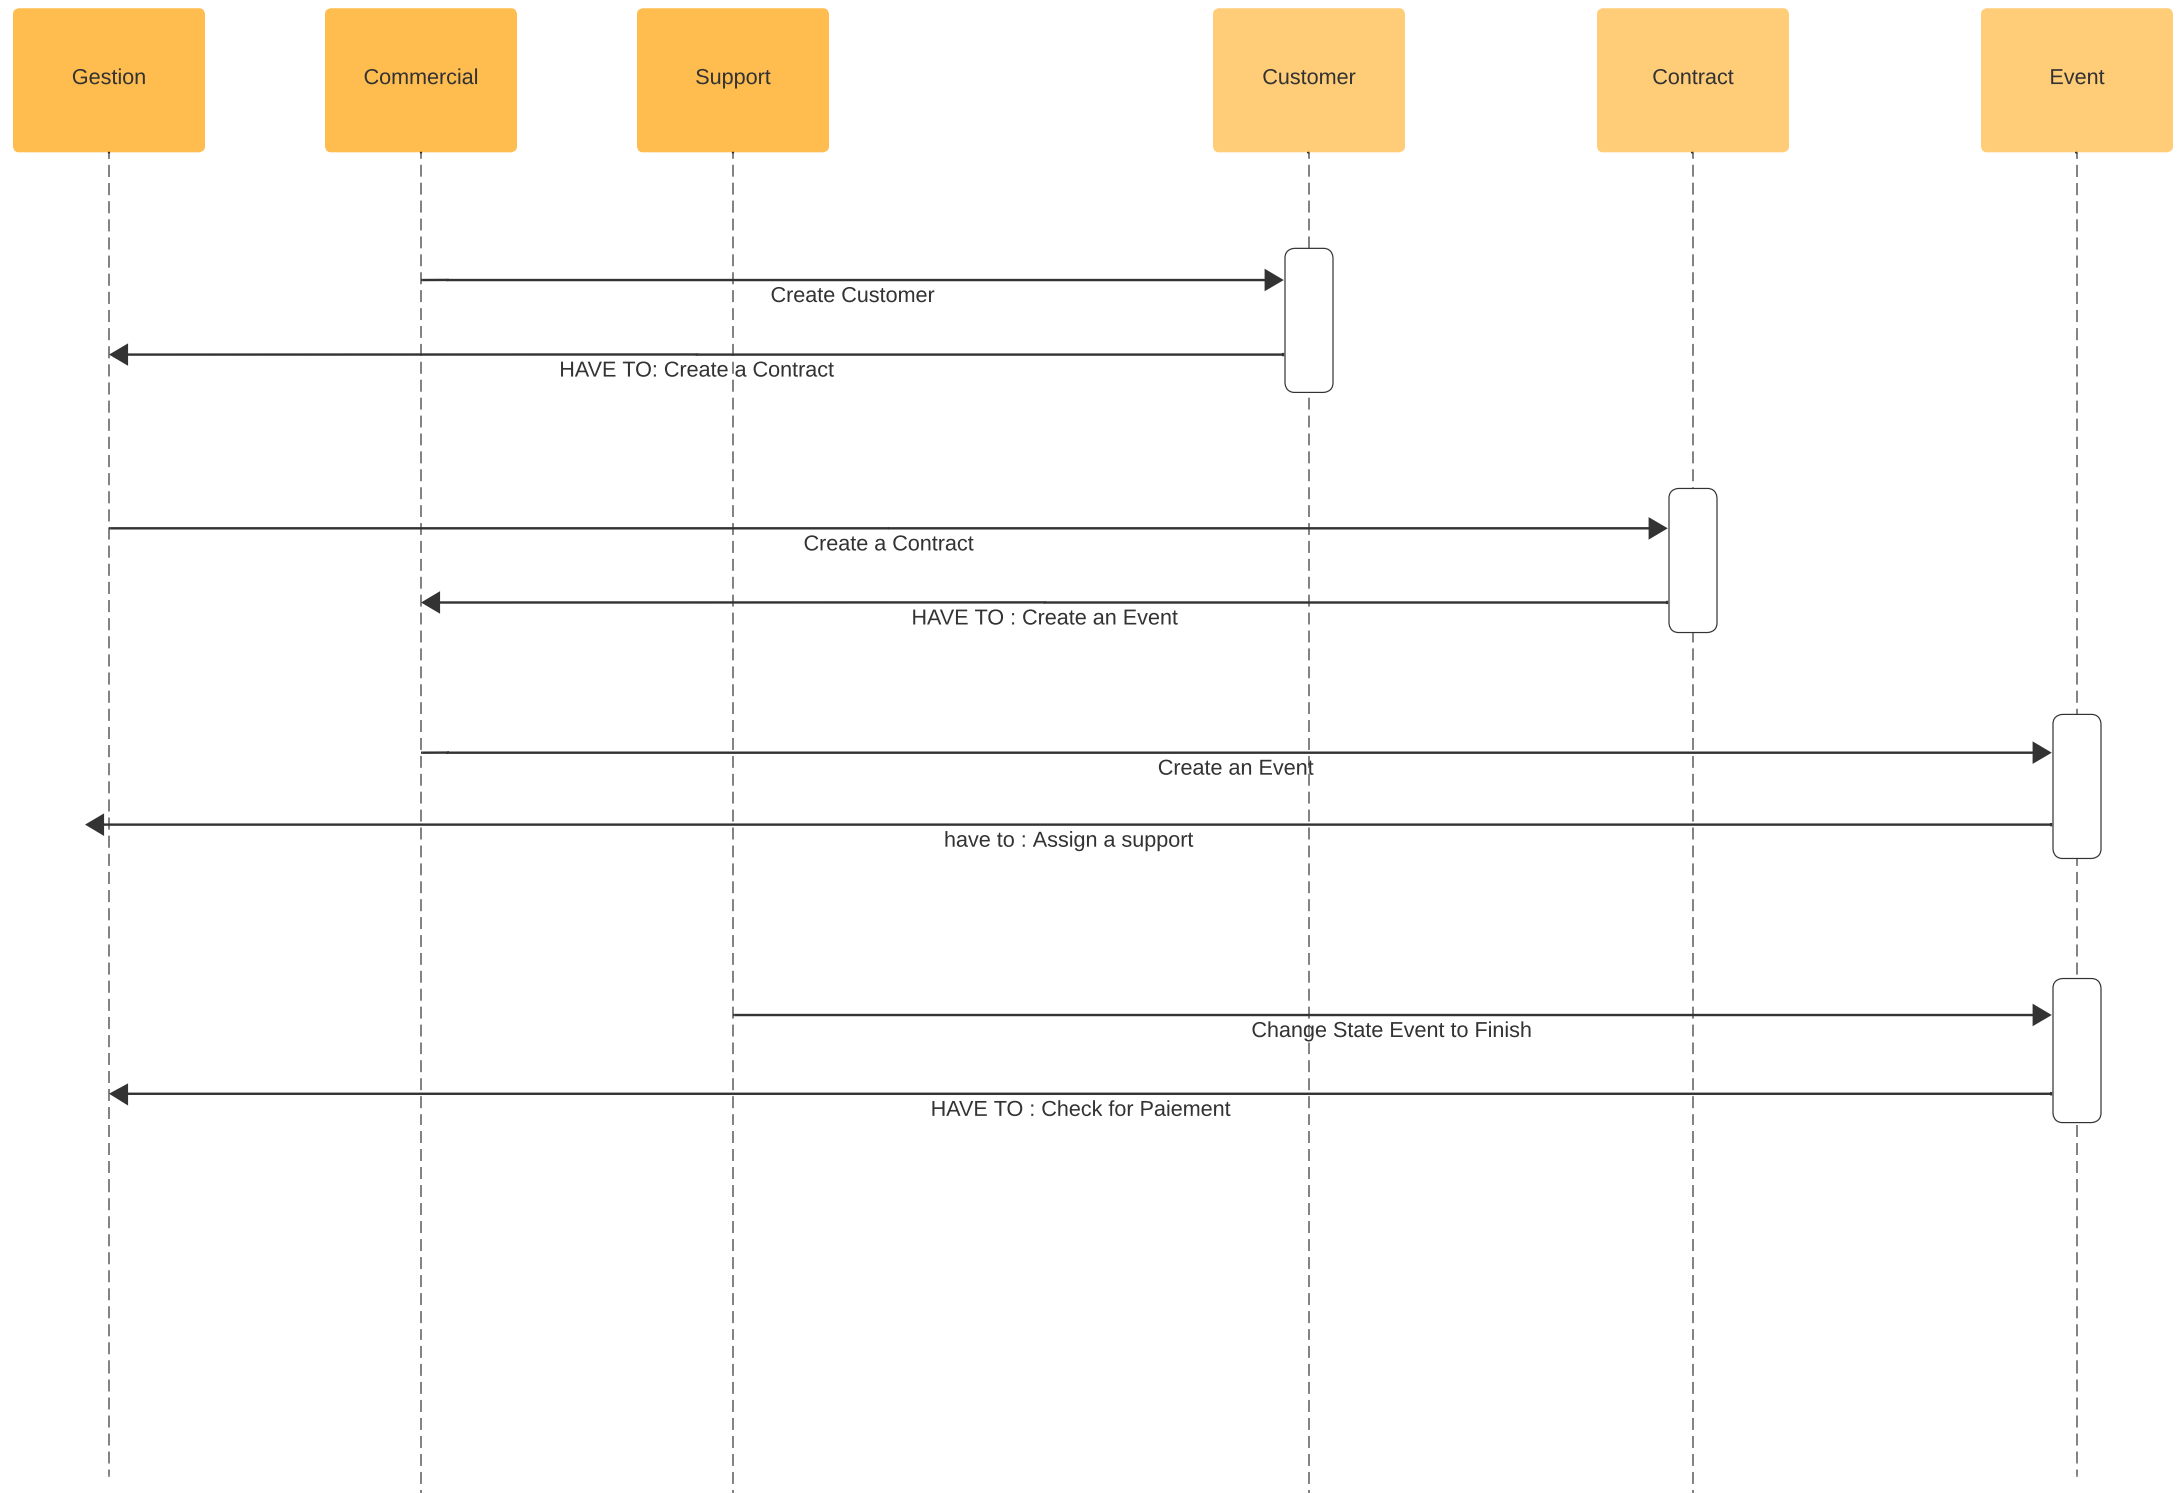 Gestion
Commercial
Support
Customer
Contract
Event
Create Customer
HAVE TO: Create a Contract
Create a Contract
HAVE TO : Create an Event
Create an Event
have to : Assign a support
Change State Event to Finish
HAVE TO : Check for Paiement